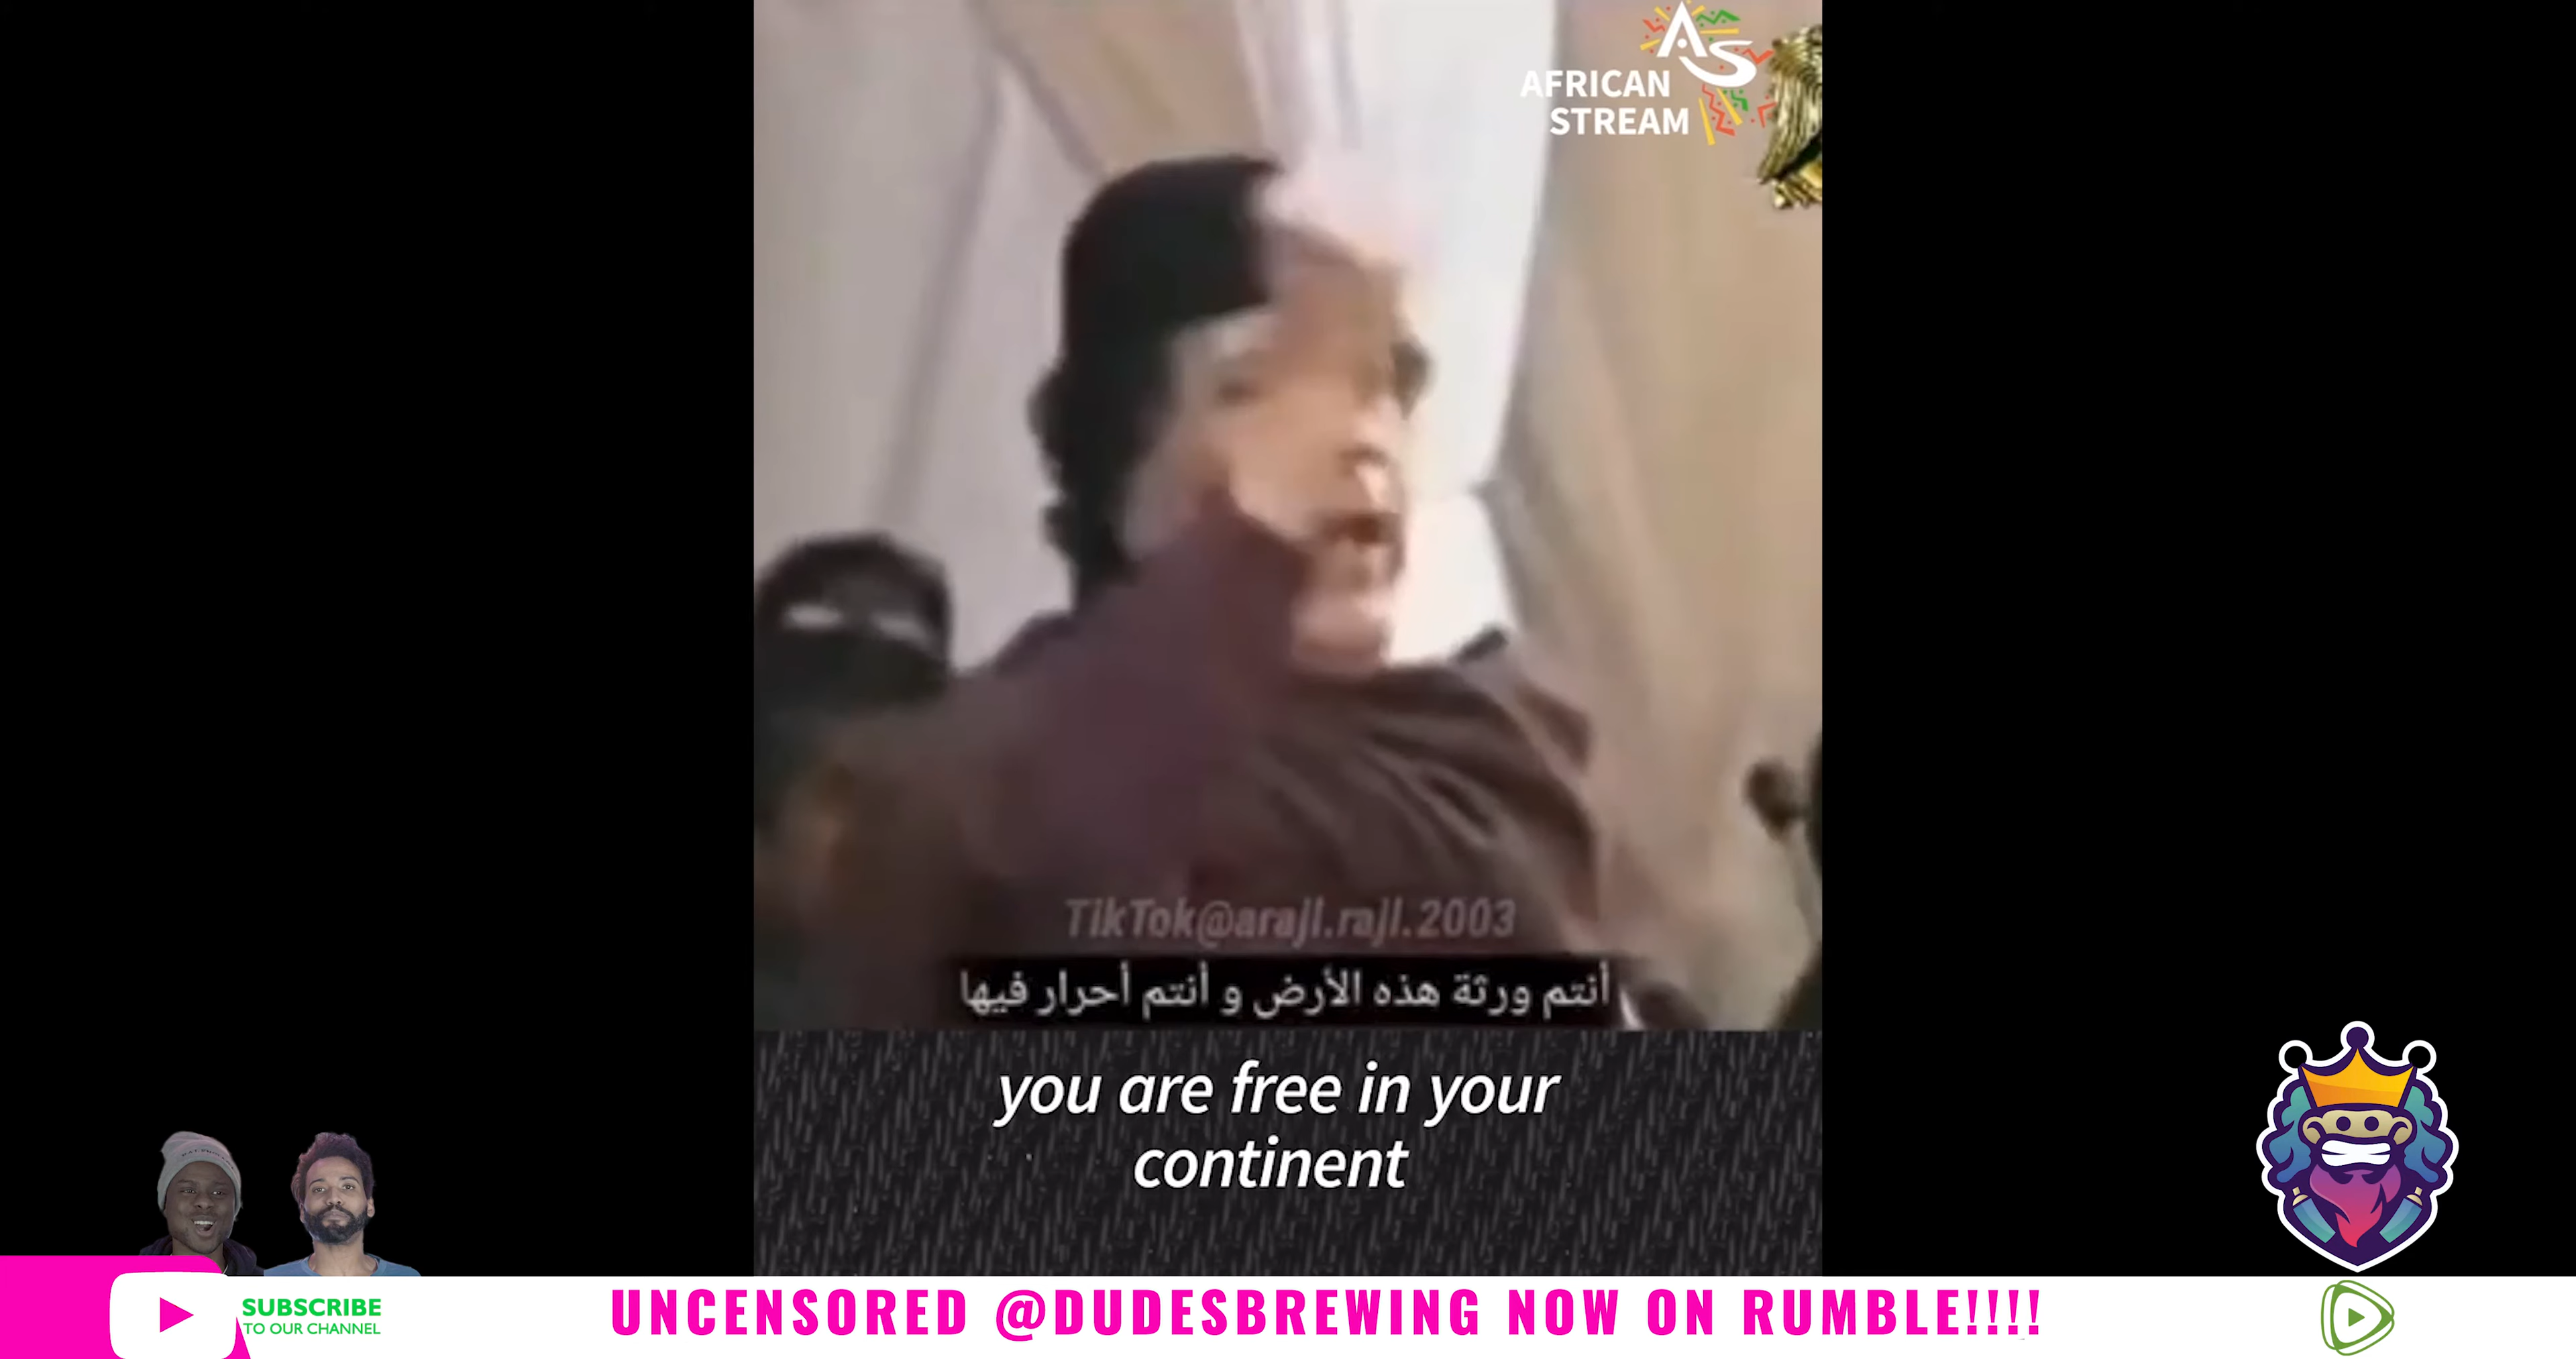 AS
AFRICAN
STREAM
TikTok@arajl.rajl.2003
أنتم ورثة هذه الأرض و أنتم أحرار فيها
you are free in your
continent
SUBSCRIBE
TO OUR CHANNEL
UNCENSORED @DUDESBREWING NOW ON RUMBLE!!!!